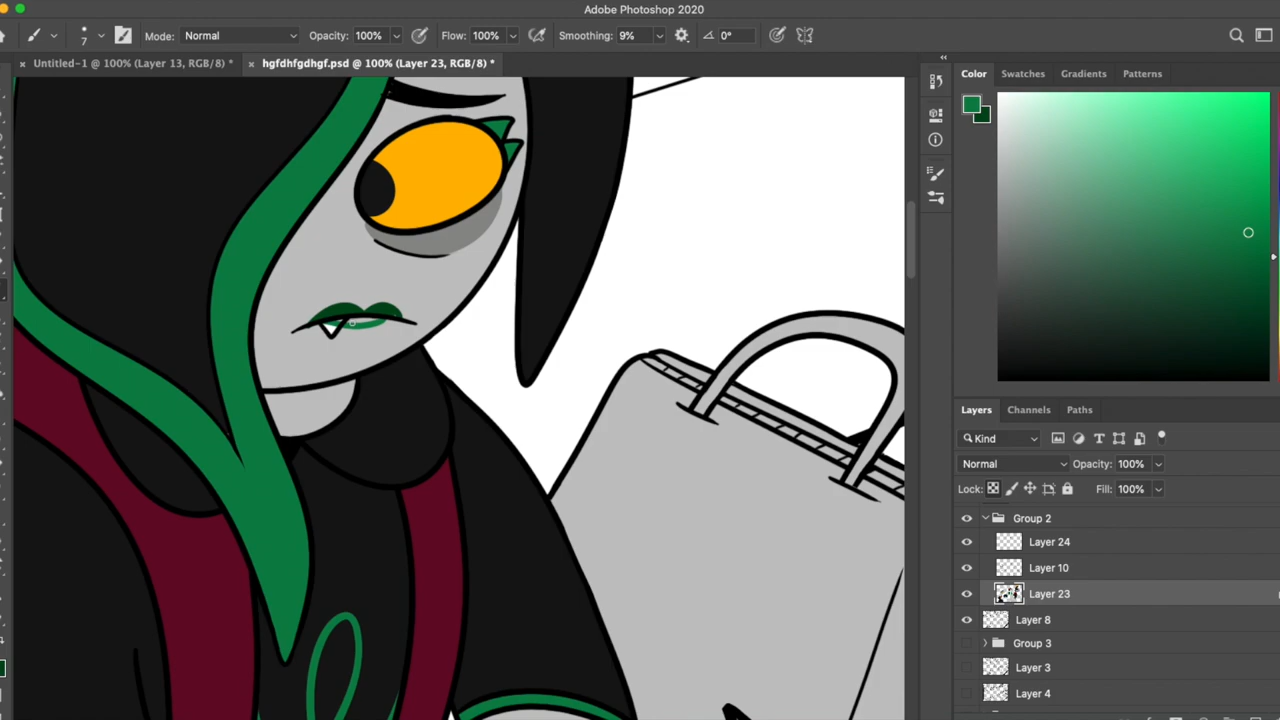 Adobe Photoshop 2020
7 Mode: Normal Opacity: 100% Flow: 100% Smoothing: 9% 0°
× Untitled-1 @ 100% (Layer 13, RGB/8) * × hgfdhfgdhgf.psd @ 100% (Layer 23, RGB/8) *
Color Swatches Gradients Patterns
Layers Channels Paths
Kind
Normal Opacity: 100%
Lock: Fill: 100%
Group 2
Layer 24
Layer 10
Layer 23
Layer 8
Group 3
Layer 3
Layer 4